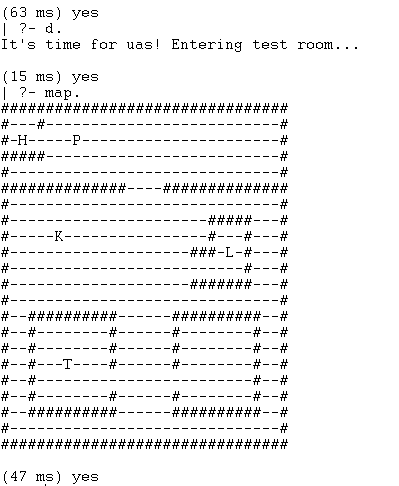 (63 ms) yes
| ?- d.
It's time for uas! Entering test room...
(15 ms) yes
| ?- map.
################################
#---#--------------------------#
#-H-----P----------------------#
#####--------------------------#
#------------------------------#
##############----##############
#------------------------------#
#----------------------#####---#
#-----K----------------#---#---#
#--------------------###-L-#---#
#--------------------------#---#
#--------------------#######---#
#------------------------------#
#--##########------##########--#
#--#--------#------#--------#--#
#--#--------#------#--------#--#
#--#---T----#------#--------#--#
#--#------------------------#--#
#--#--------#------#--------#--#
#--##########------##########--#
#------------------------------#
################################
(47 ms) yes